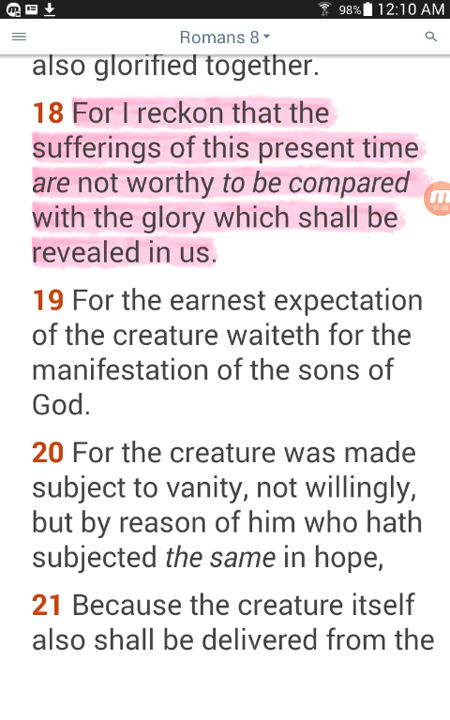 98% 12:10 AM
Romans 8
also glorified together.
18 For I reckon that the
sufferings of this present time
are not worthy to be compared
with the glory which shall be
revealed in us.
19 For the earnest expectation
of the creature waiteth for the
manifestation of the sons of
God.
20 For the creature was made
subject to vanity, not willingly,
but by reason of him who hath
subjected the same in hope,
21 Because the creature itself
also shall be delivered from the